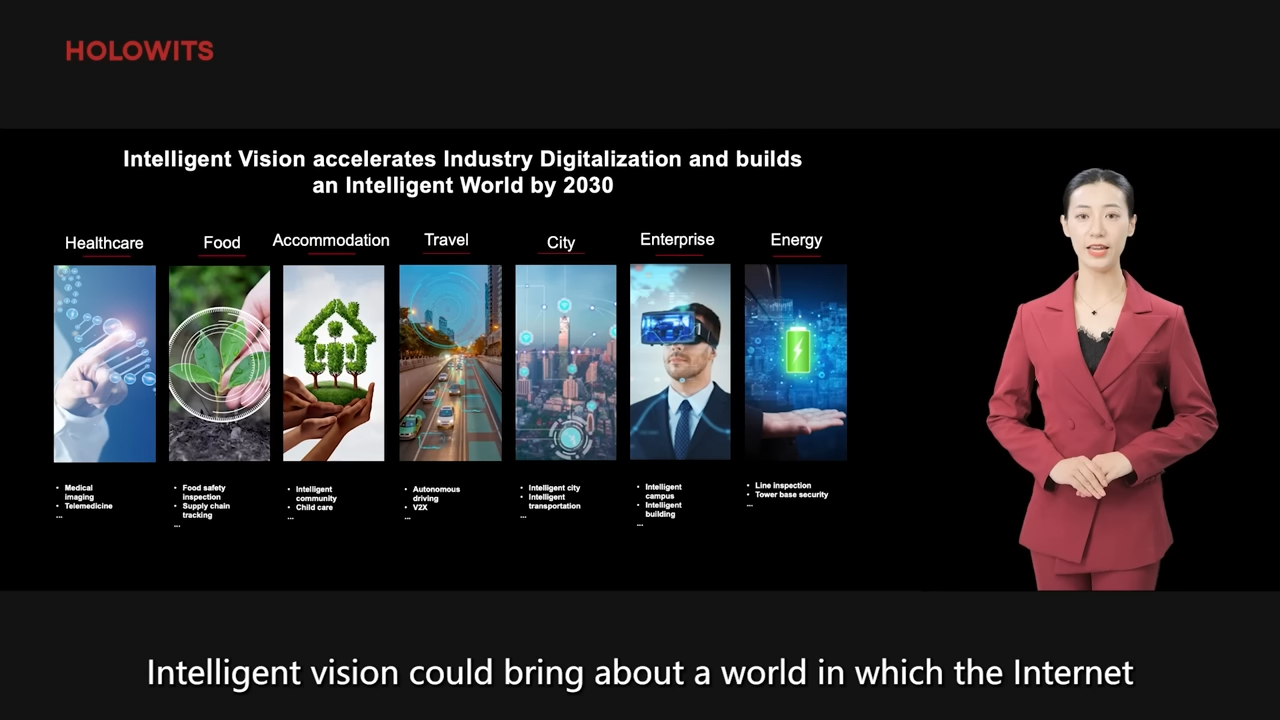 HOLOWITS
Intelligent Vision accelerates Industry Digitalization and builds
an Intelligent World by 2030
Healthcare
Food
Accommodation
Travel
City
Enterprise
Energy
• Medical
imaging
• Telemedicine
...
• Food safety
inspection
• Supply chain
tracking
...
• Intelligent
community
• Child care
...
• Autonomous
driving
• V2X
...
• Intelligent city
• Intelligent
transportation
...
• Intelligent
campus
• Intelligent
building
...
• Line inspection
• Tower base security
...
Intelligent vision could bring about a world in which the Internet